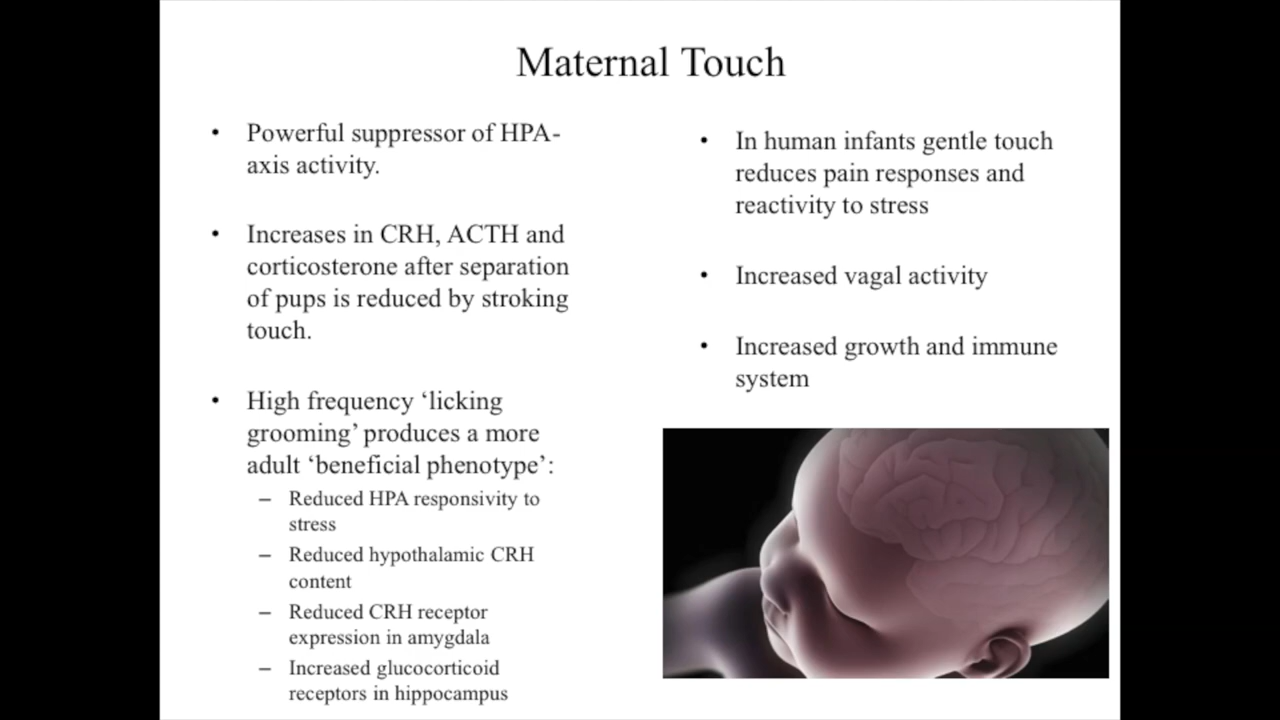 Maternal Touch
• Powerful suppressor of HPA-
axis activity.
• Increases in CRH, ACTH and
corticosterone after separation
of pups is reduced by stroking
touch.
• High frequency ‘licking
grooming’ produces a more
adult ‘beneficial phenotype’:
– Reduced HPA responsivity to
stress
– Reduced hypothalamic CRH
content
– Reduced CRH receptor
expression in amygdala
– Increased glucocorticoid
receptors in hippocampus
• In human infants gentle touch
reduces pain responses and
reactivity to stress
• Increased vagal activity
• Increased growth and immune
system